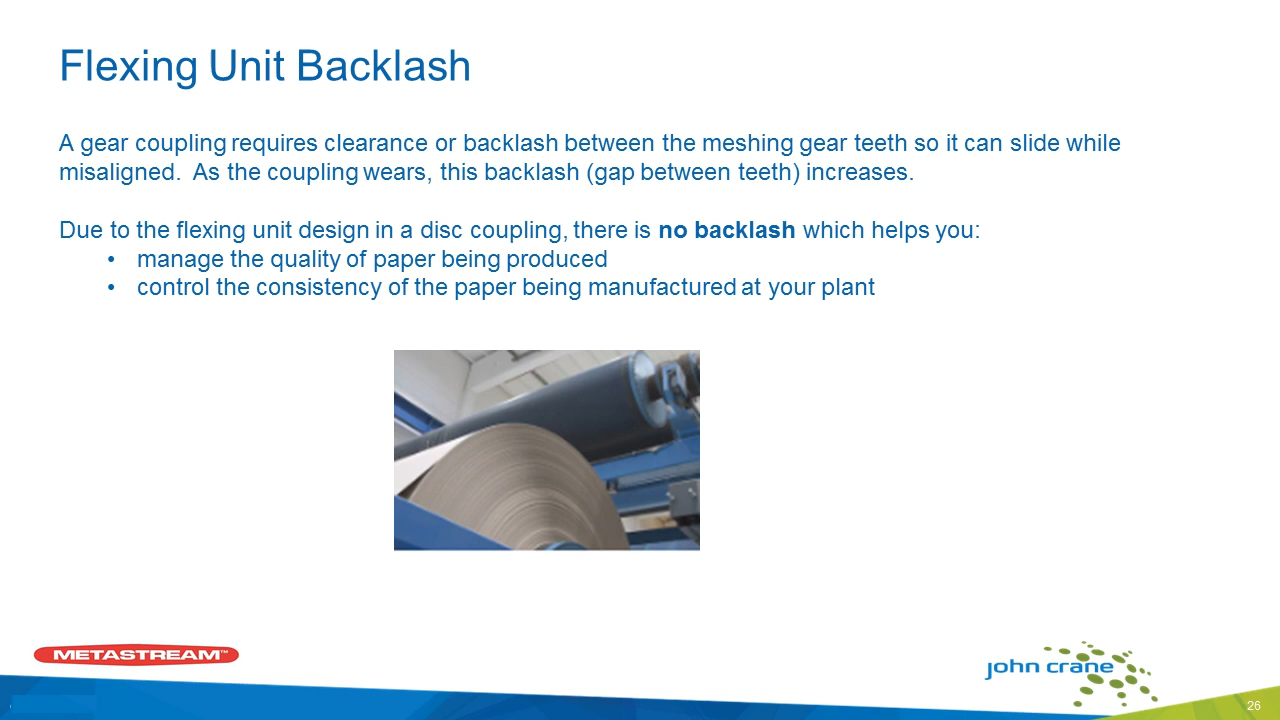 Flexing Unit Backlash
A gear coupling requires clearance or backlash between the meshing gear teeth so it can slide while
misaligned.  As the coupling wears, this backlash (gap between teeth) increases.
Due to the flexing unit design in a disc coupling, there is no backlash which helps you:
• manage the quality of paper being produced
• control the consistency of the paper being manufactured at your plant
METASTREAM™
john crane
26